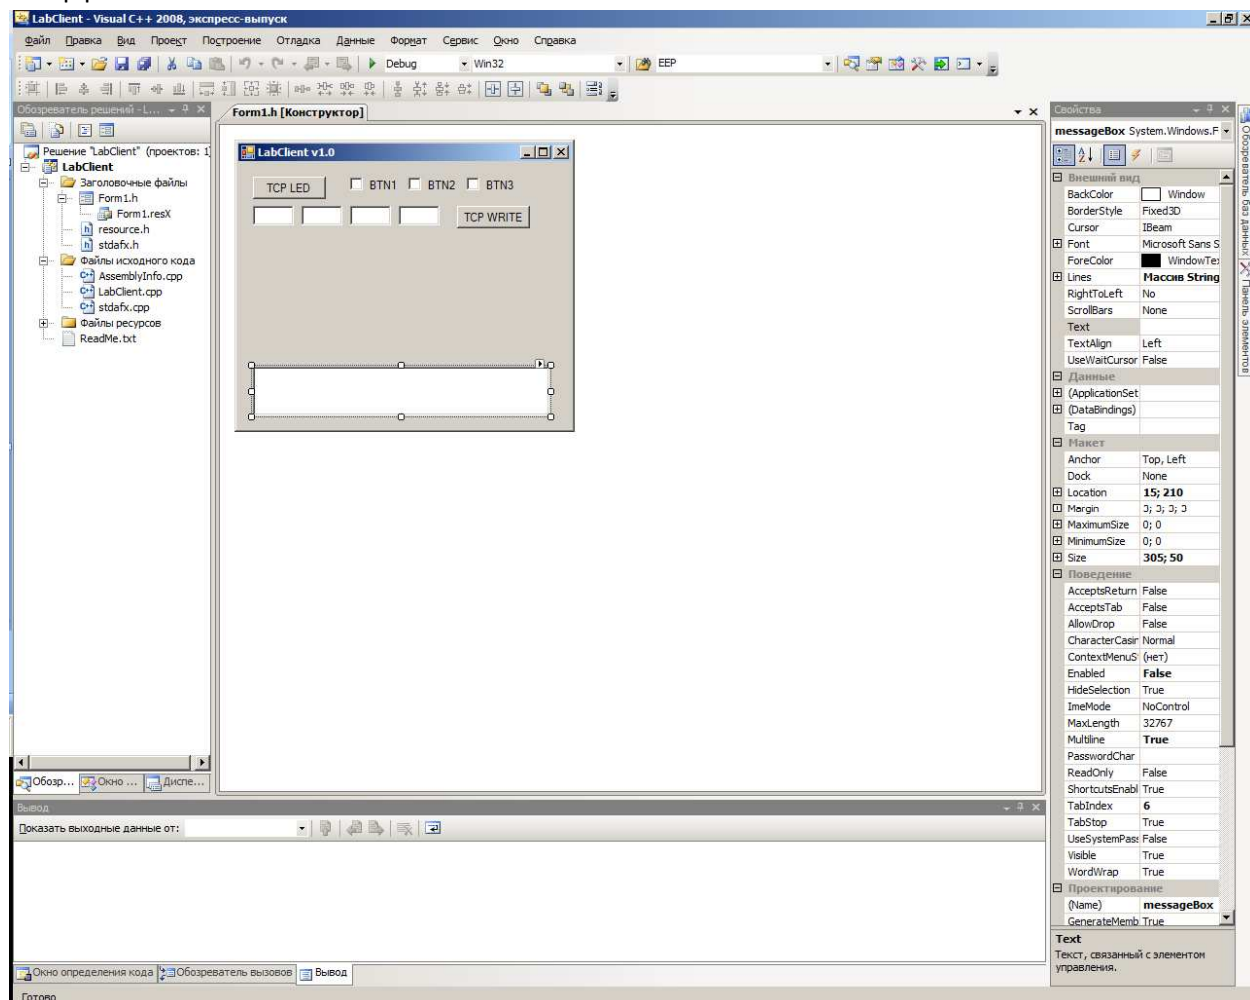 LabClient - Visual C++ 2008, экспресс-выпуск
Файл Правка Вид Проект Построение Отладка Данные Формат Сервис Окно Справка
Debug Win32 EEP
Обозреватель решений - L...
Решение "LabClient" (проектов: 1
LabClient
Заголовочные файлы
Form1.h
Form1.resX
resource.h
stdafx.h
Файлы исходного кода
AssemblyInfo.cpp
LabClient.cpp
stdafx.cpp
Файлы ресурсов
ReadMe.txt
Обозр... Окно ... Диспе...
Form1.h [Конструктор]
LabClient v1.0
TCP LED BTN1 BTN2 BTN3
TCP WRITE
Свойства
messageBox System.Windows.F
Внешний вид
BackColor Window
BorderStyle Fixed3D
Cursor IBeam
Font Microsoft Sans S
ForeColor WindowTe
Lines Массив String
RightToLeft No
ScrollBars None
Text
TextAlign Left
UseWaitCursor False
Данные
(ApplicationSet
(DataBindings)
Tag
Макет
Anchor Top, Left
Dock None
Location 15; 210
Margin 3; 3; 3; 3
MaximumSize 0; 0
MinimumSize 0; 0
Size 305; 50
Поведение
AcceptsReturn False
AcceptsTab False
AllowDrop False
CharacterCasin Normal
ContextMenuS (нет)
Enabled False
HideSelection True
ImeMode NoControl
MaxLength 32767
Multiline True
PasswordChar
ReadOnly False
ShortcutsEnabl True
TabIndex 6
TabStop True
UseSystemPass False
Visible True
WordWrap True
Проектирование
(Name) messageBox
GenerateMemb True
Text
Текст, связанный с элементом
управления.
Обозреватель баз данных
Панель элементов
Вывод
Показать выходные данные от:
Окно определения кода Обозреватель вызовов Вывод
Готово